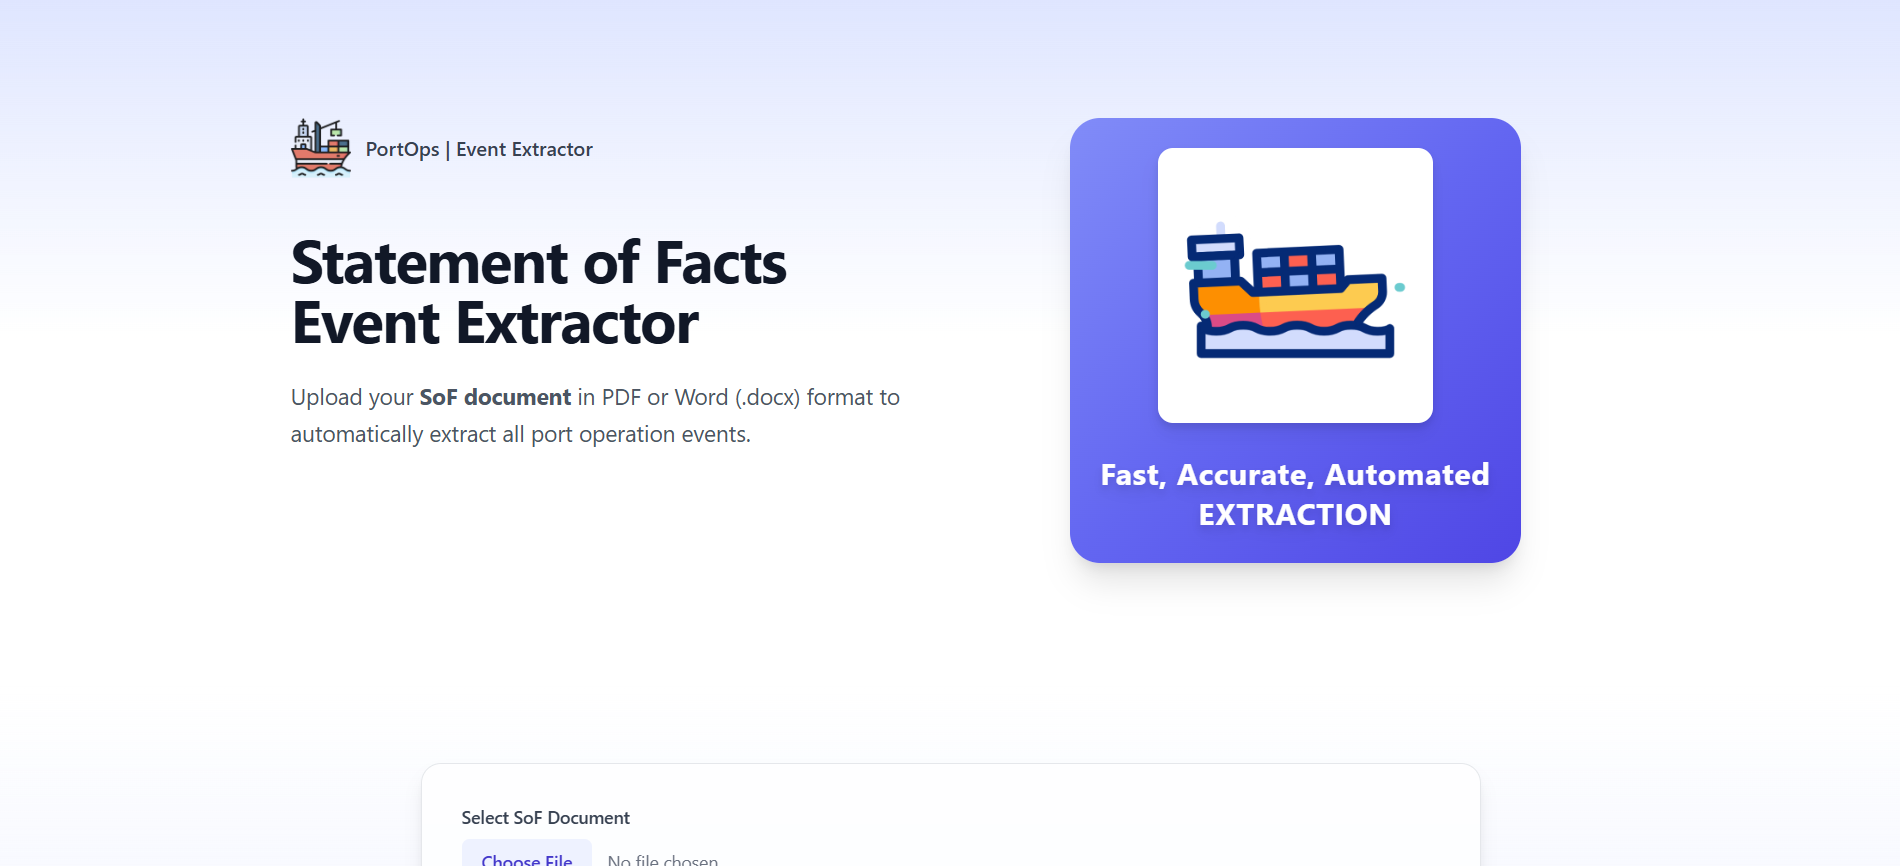 PortOps | Event Extractor
Statement of Facts
Event Extractor
Upload your SoF document in PDF or Word (.docx) format to
automatically extract all port operation events.
Fast, Accurate, Automated
EXTRACTION
Select SoF Document
Choose File No file chosen